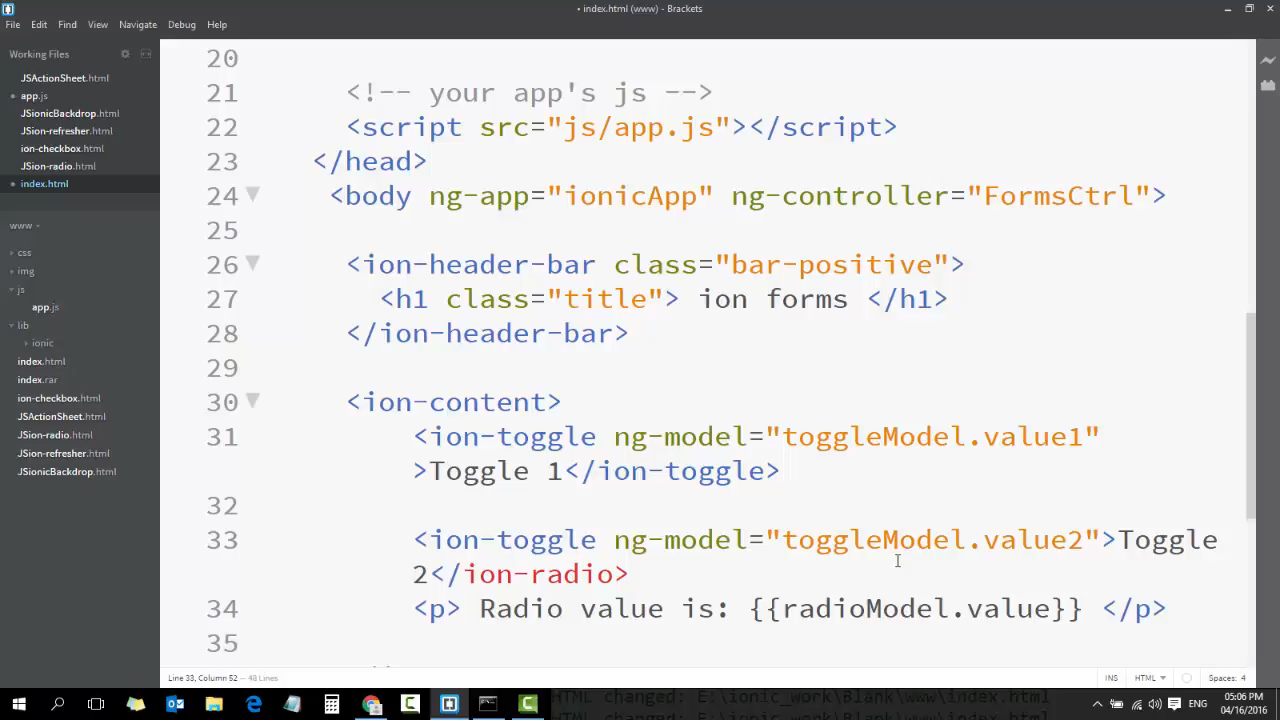 • index.html (www) - Brackets
File Edit Find View Navigate Debug Help
Working Files
JSActionSheet.html
app.js
JSionicBackdrop.html
JSion-refresher.html
ion-checkbox.html
JSion-radio.html
index.html
www
css
img
js
app.js
lib
ionic
index.html
index.rar
ion-checkbox.html
JSActionSheet.html
JSion-radio.html
JSion-refresher.html
JSionicBackdrop.html
20
21 <!-- your app's js -->
22 <script src="js/app.js"></script>
23 </head>
24 <body ng-app="ionicApp" ng-controller="FormsCtrl">
25
26 <ion-header-bar class="bar-positive">
27 <h1 class="title"> ion forms </h1>
28 </ion-header-bar>
29
30 <ion-content>
31 <ion-toggle ng-model="toggleModel.value1"
>Toggle 1</ion-toggle>
32
33 <ion-toggle ng-model="toggleModel.value2">Toggle
2</ion-radio>
34 <p> Radio value is: {{radioModel.value}} </p>
35
Line 33, Column 52 — 48 Lines
INS HTML Spaces: 4
HTML changed: E:\ionic_work\Blank\www\index.html
ENG
05:06 PM
04/16/2016